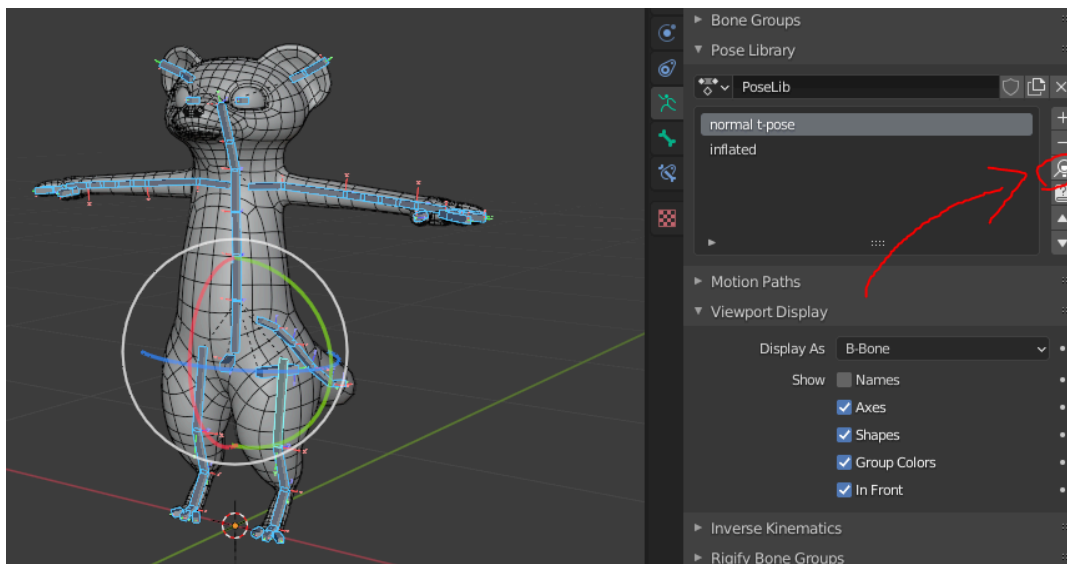 Bone Groups
Pose Library
PoseLib
normal t-pose
inflated
Motion Paths
Viewport Display
Display As B-Bone
Show Names
Axes
Shapes
Group Colors
In Front
Inverse Kinematics
Rigify Bone Groups